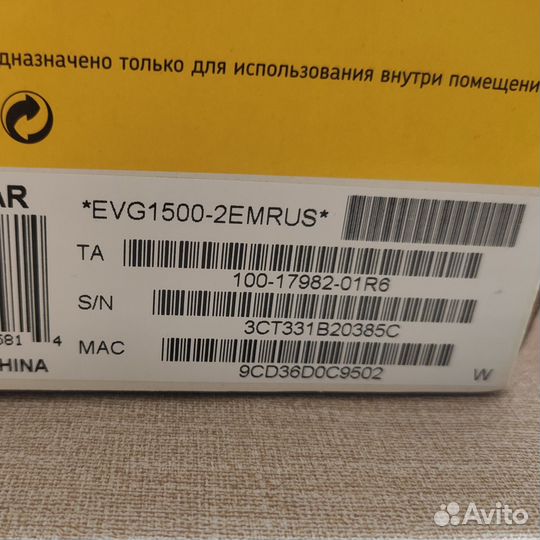 дназначено только для использования внутри помещени
AR
*EVG1500-2EMRUS*
TA
100-17982-01R6
S/N
3CT331B20385C
581 4
MAC
9CD36D0C9502
HINA
W
Avito